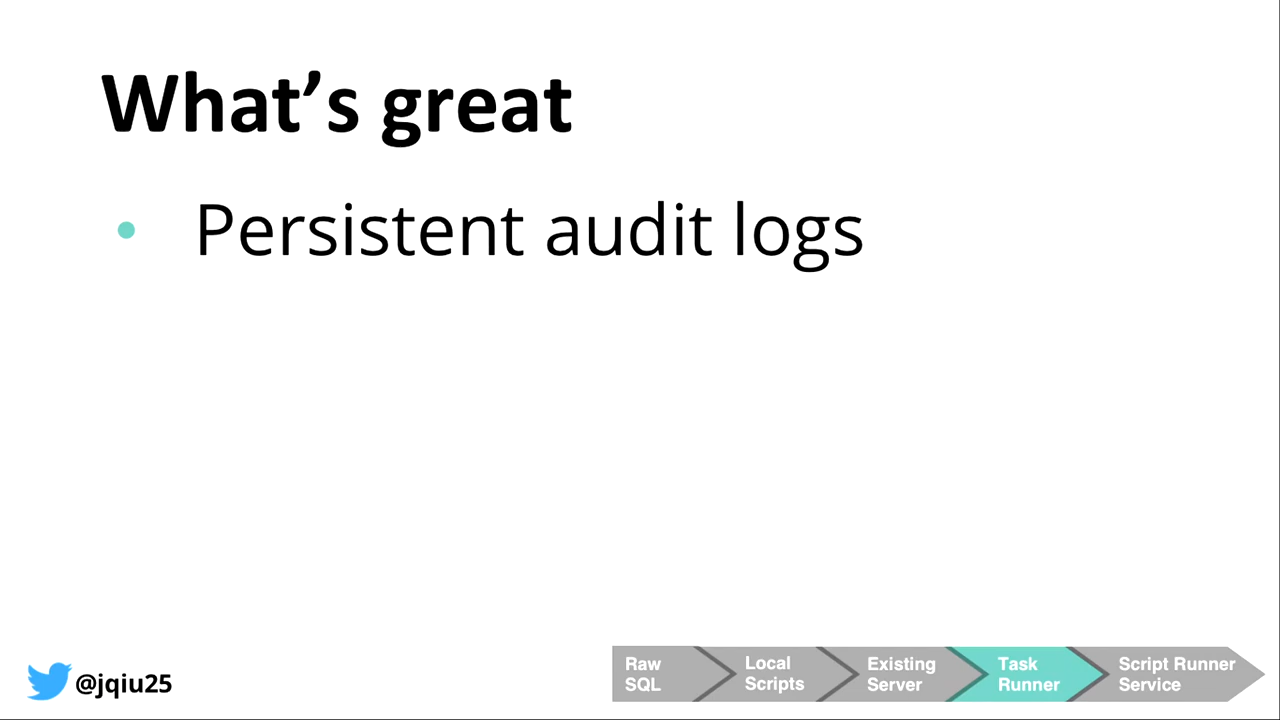 What’s great
• Persistent audit logs
@jqiu25
Raw
SQL
Local
Scripts
Existing
Server
Task
Runner
Script Runner
Service